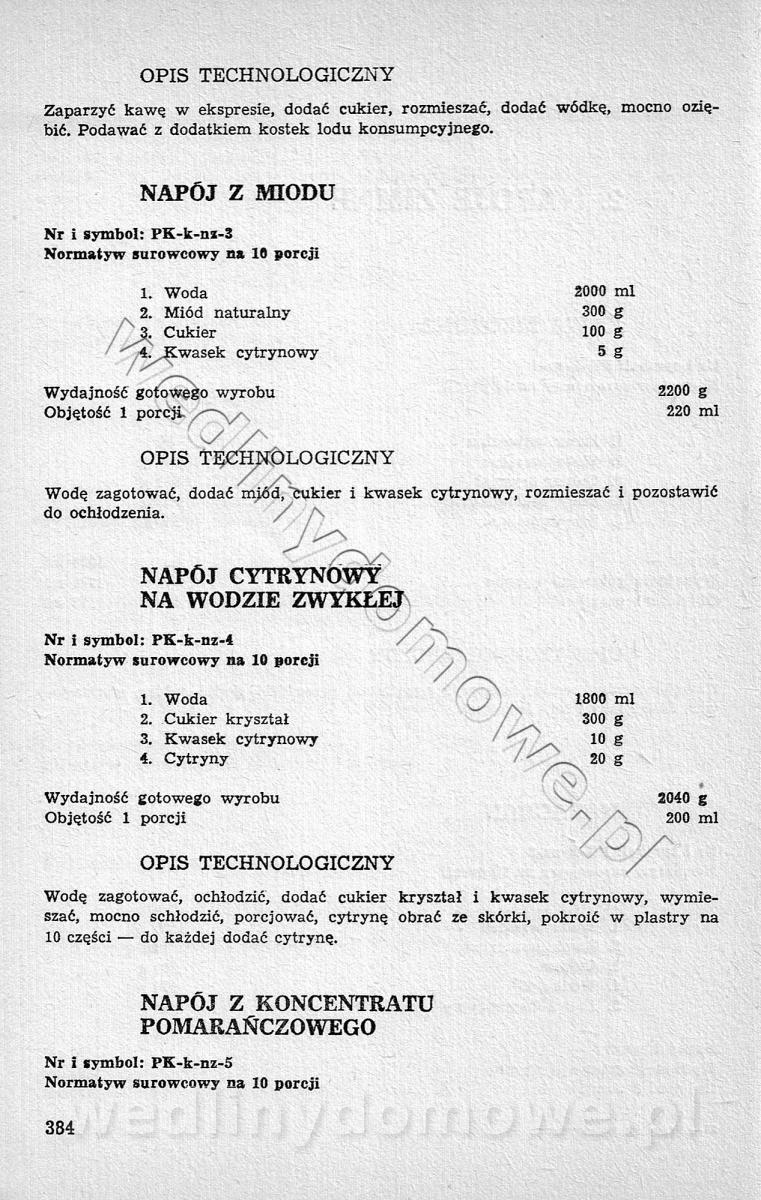 OPIS TECHNOLOGICZNY
Zaparzyć kawę w ekspresie, dodać cukier, rozmieszać, dodać wódkę, mocno ozię-
bić. Podawać z dodatkiem kostek lodu konsumpcyjnego.
NAPÓJ Z MIODU
Nr i symbol: PK-k-nz-3
Normatyw surowcowy na 10 porcji
1. Woda 2000 ml
2. Miód naturalny 300 g
3. Cukier 100 g
4. Kwasek cytrynowy 5 g
Wydajność gotowego wyrobu 2200 g
Objętość 1 porcji 220 ml
OPIS TECHNOLOGICZNY
Wodę zagotować, dodać miód, cukier i kwasek cytrynowy, rozmieszać i pozostawić
do ochłodzenia.
NAPÓJ CYTRYNOWY
NA WODZIE ZWYKŁEJ
Nr i symbol: PK-k-nz-4
Normatyw surowcowy na 10 porcji
1. Woda 1800 ml
2. Cukier kryształ 300 g
3. Kwasek cytrynowy 10 g
4. Cytryny 20 g
Wydajność gotowego wyrobu 2040 g
Objętość 1 porcji 200 ml
OPIS TECHNOLOGICZNY
Wodę zagotować, ochłodzić, dodać cukier kryształ i kwasek cytrynowy, wymie-
szać, mocno schłodzić, porcjować, cytrynę obrać ze skórki, pokroić w plastry na
10 części — do każdej dodać cytrynę.
NAPÓJ Z KONCENTRATU
POMARAŃCZOWEGO
Nr i symbol: PK-k-nz-5
Normatyw surowcowy na 10 porcji
384
wedlinydomowe.pl
wedlinydomowe.pl